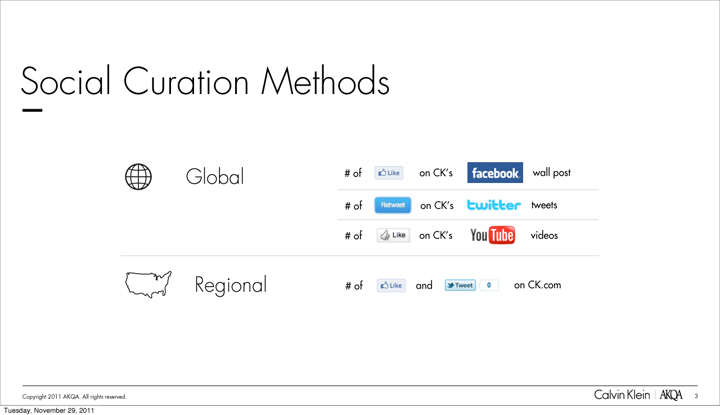 Social Curation Methods
Global
# of Like on CK's facebook wall post
# of Retweet on CK's twitter tweets
# of Like on CK's YouTube videos
Regional
# of Like and Tweet 0 on CK.com
Copyright 2011 AKQA. All rights reserved.
Calvin Klein | AKQA 3
Tuesday, November 29, 2011